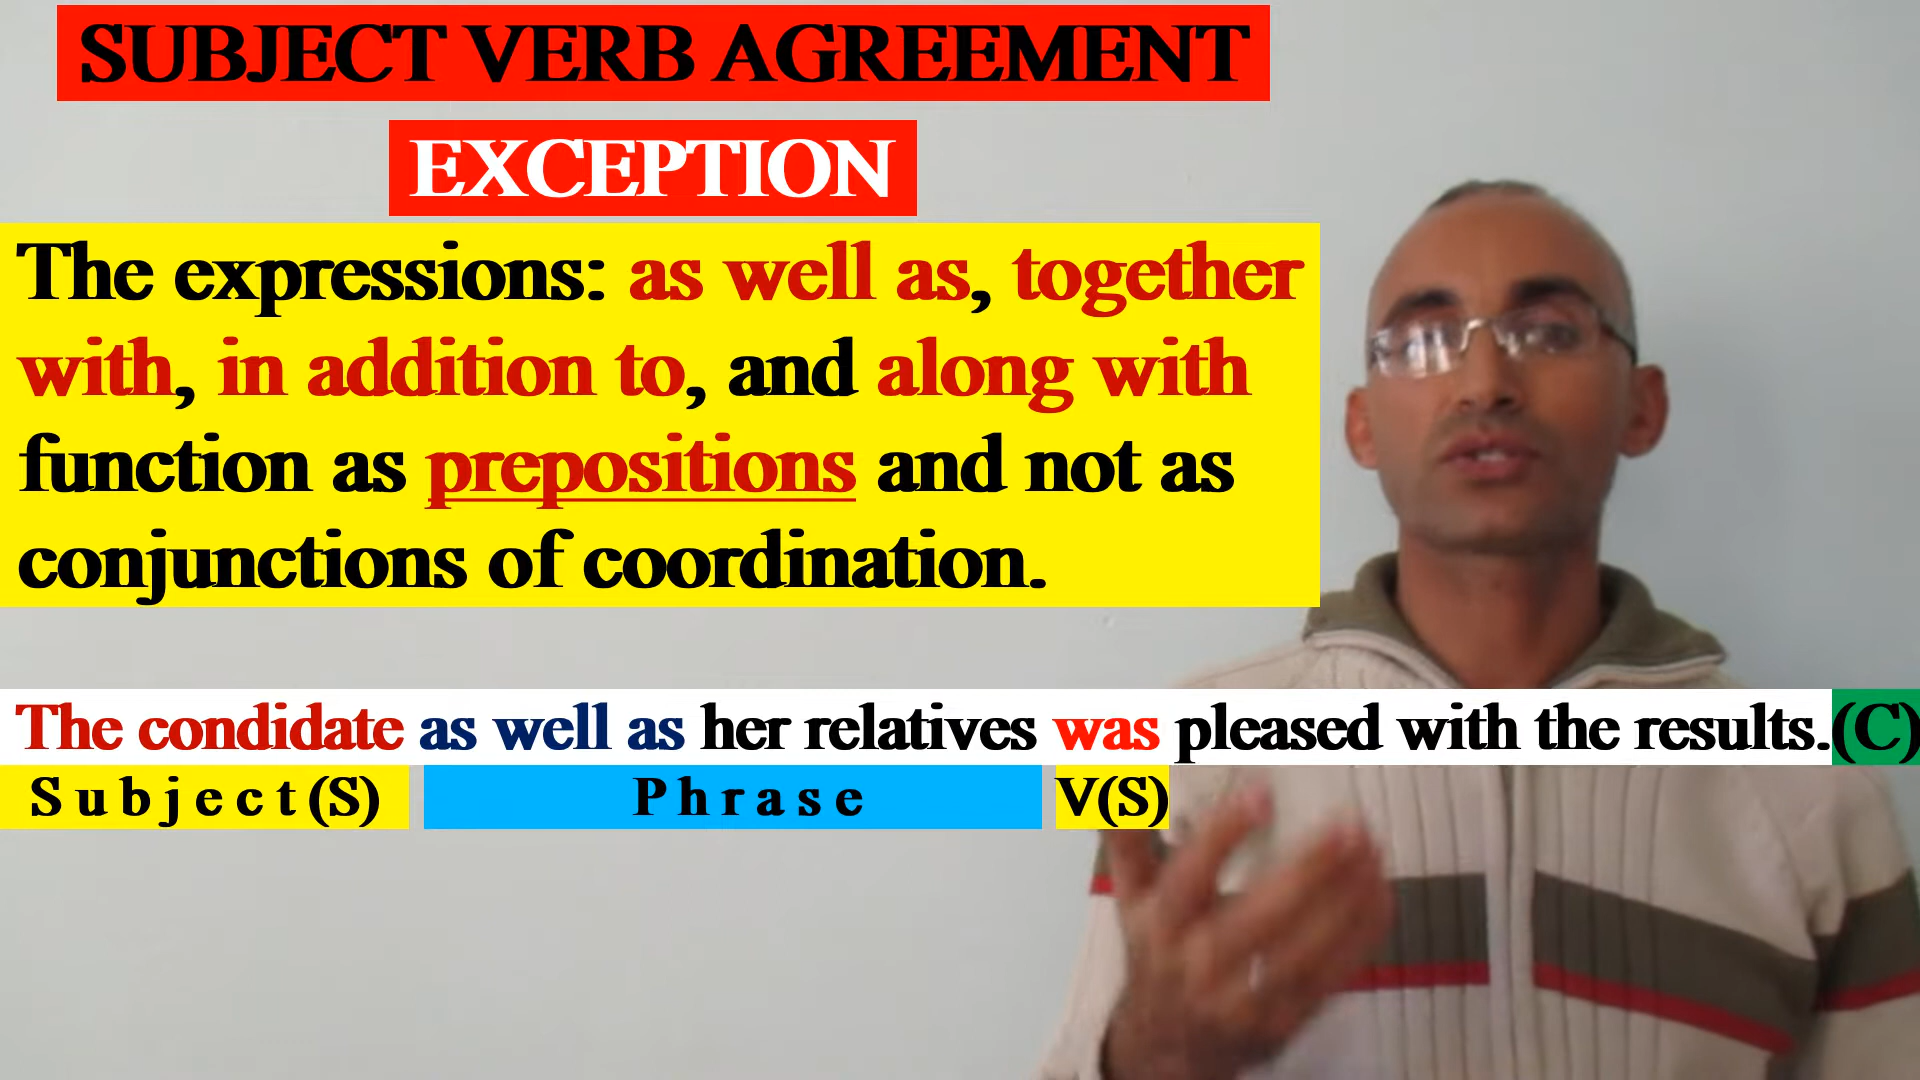 SUBJECT VERB AGREEMENT
EXCEPTION
The expressions: as well as, together
with, in addition to, and along with
function as prepositions and not as
conjunctions of coordination.
The condidate as well as her relatives was pleased with the results.(C)
Subject(S) Phrase V(S)